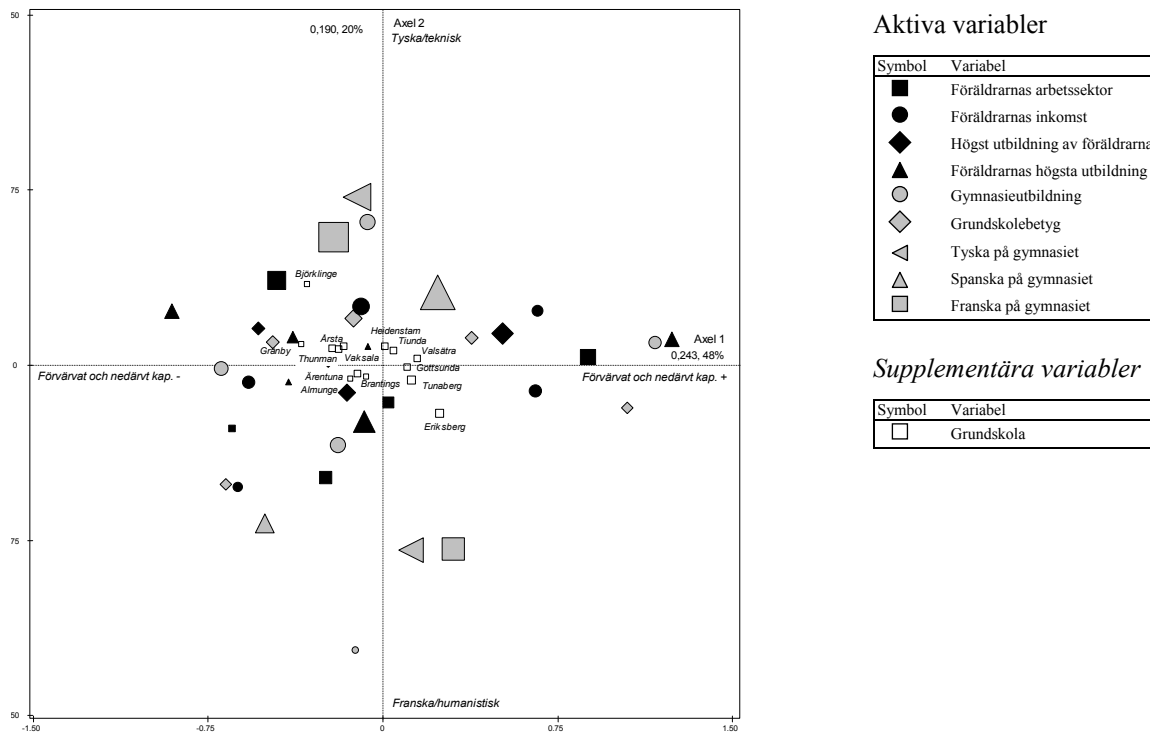 50
0,190, 20%
Axel 2
Tyska/teknisk
75
Björklinge
Heidenstam
Tiunda
Ärsta
Granby
Thunman
Vaksala
Valsätra
Axel 1
0,243, 48%
0
Förvärvat och nedärvt kap. -
Ärentuna
Gottsunda
Förvärvat och nedärvt kap. +
Almunge
Brantings
Tunaberg
Eriksberg
75
Franska/humanistisk
50
-1.50
-0.75
0
0.75
1.50
Aktiva variabler
Symbol Variabel
Föräldrarnas arbetssektor
Föräldrarnas inkomst
Högst utbildning av föräldrarna
Föräldrarnas högsta utbildning
Gymnasieutbildning
Grundskolebetyg
Tyska på gymnasiet
Spanska på gymnasiet
Franska på gymnasiet
Supplementära variabler
Symbol Variabel
Grundskola